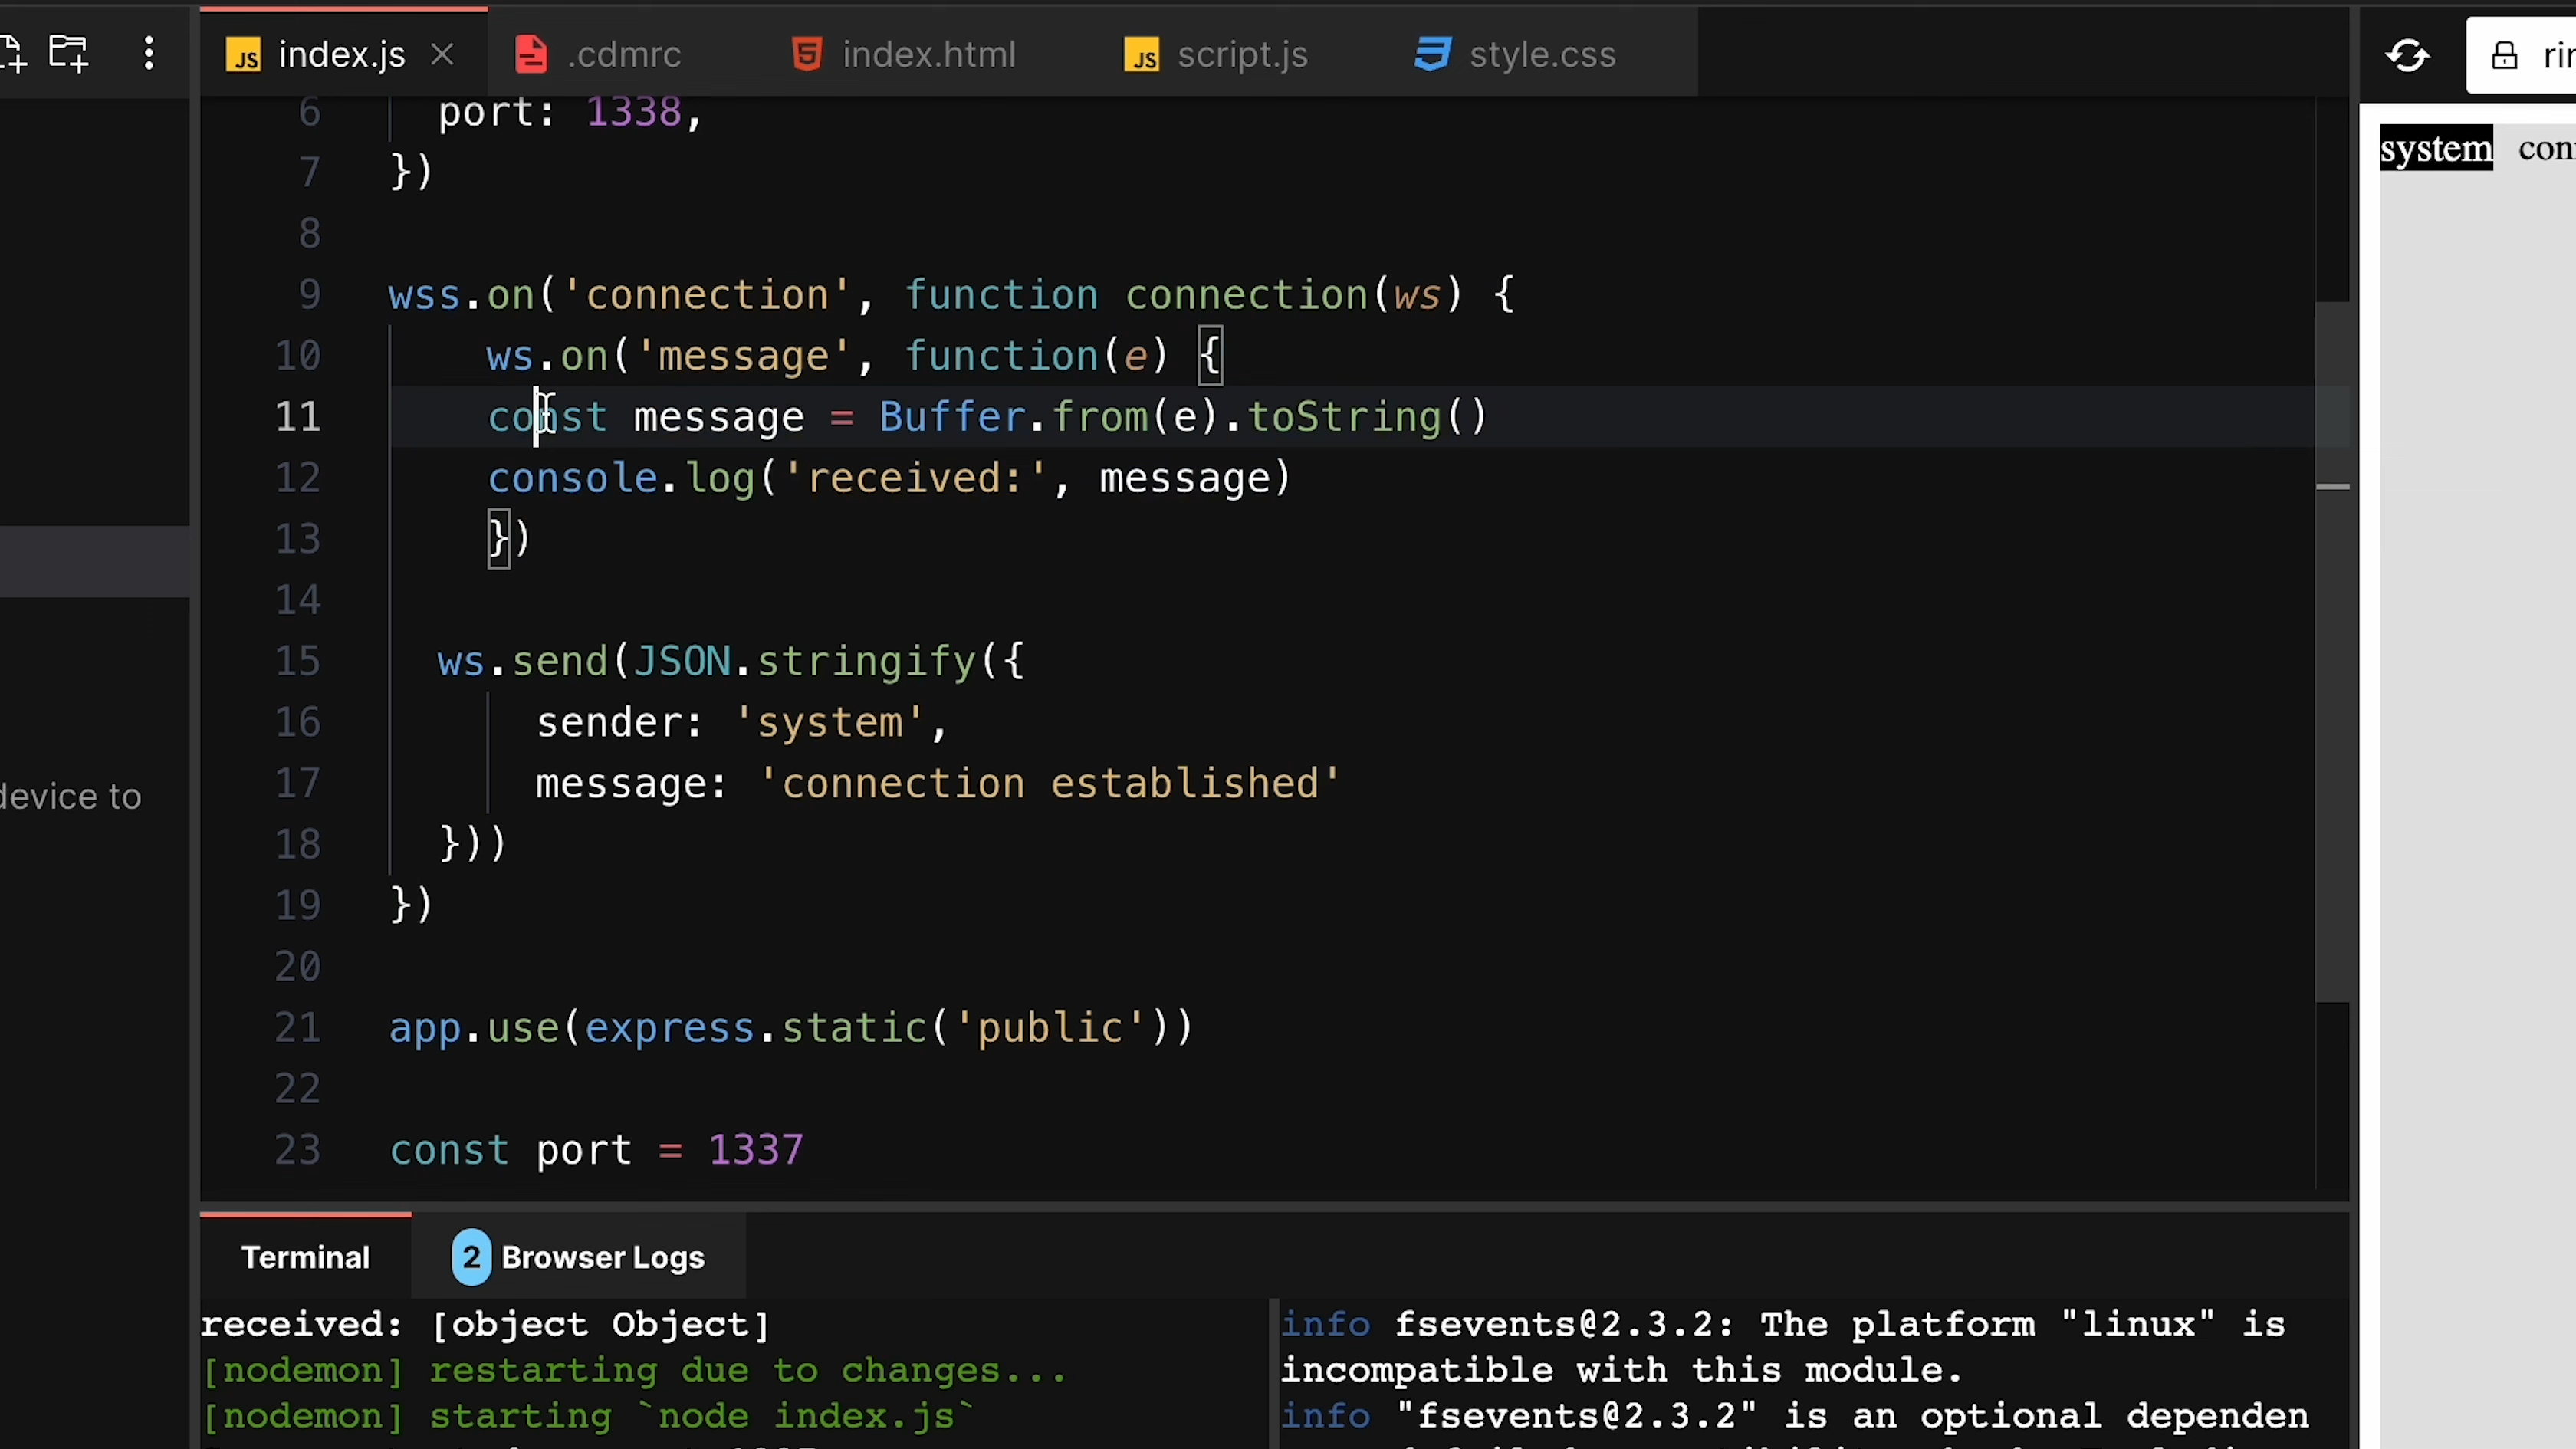 index.js
.cdmrc
index.html
script.js
style.css
6 port: 1338,
7 })
8
9 wss.on('connection', function connection(ws) {
10 ws.on('message', function(e) {
11 const message = Buffer.from(e).toString()
12 console.log('received:', message)
13 })
14
15 ws.send(JSON.stringify({
16 sender: 'system',
17 message: 'connection established'
18 }))
19 })
20
21 app.use(express.static('public'))
22
23 const port = 1337
device to
system
Terminal
2 Browser Logs
received: [object Object]
[nodemon] restarting due to changes...
[nodemon] starting `node index.js`
info fsevents@2.3.2: The platform "linux" is
incompatible with this module.
info "fsevents@2.3.2" is an optional dependen